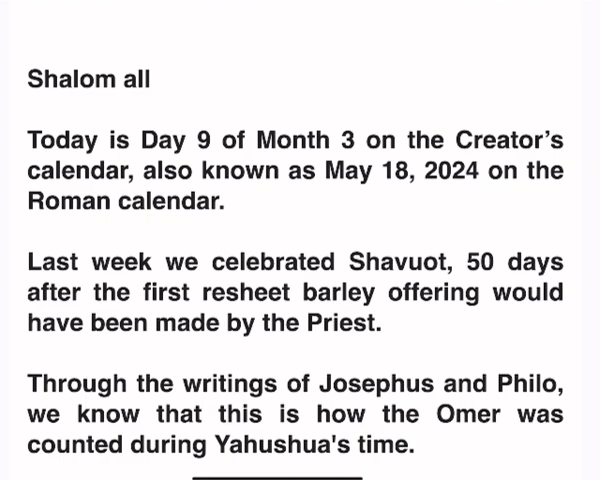 Shalom all
Today is Day 9 of Month 3 on the Creator’s
calendar, also known as May 18, 2024 on the
Roman calendar.
Last week we celebrated Shavuot, 50 days
after the first resheet barley offering would
have been made by the Priest.
Through the writings of Josephus and Philo,
we know that this is how the Omer was
counted during Yahushua's time.